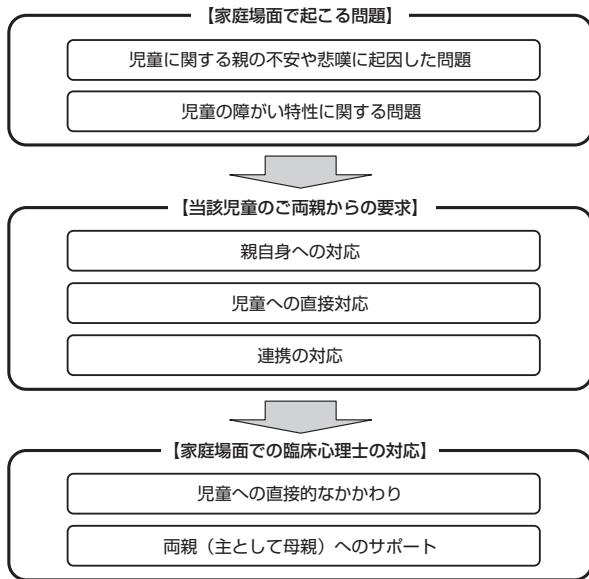 【家庭場面で起こる問題】
児童に関する親の不安や悲嘆に起因した問題
児童の障がい特性に関する問題
【当該児童のご両親からの要求】
親自身への対応
児童への直接対応
連携の対応
【家庭場面での臨床心理士の対応】
児童への直接的なかかわり
両親（主として母親）へのサポート